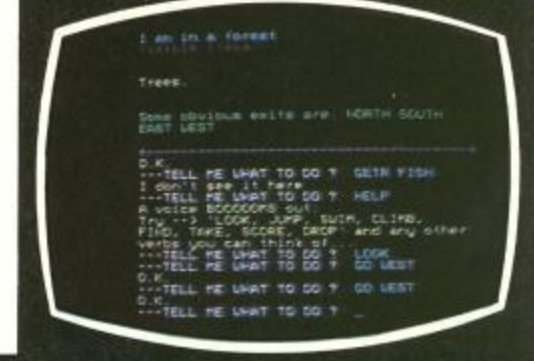 I am in a forest
Trees.
Some obvious exits are NORTH SOUTH
EAST WEST
O.K.
---TELL ME WHAT TO DO ? GETR FISH
I don't see it here
---TELL ME WHAT TO DO ? HELP
A voice BOOOOOMS out
Try --> 'LOOK, JUMP, SWIM, CLIMB,
FIND, TAKE, SCORE, DROP' and any other
verbs you can think of...
---TELL ME WHAT TO DO ? LOOK
---TELL ME WHAT TO DO ? GO WEST
O.K.
---TELL ME WHAT TO DO ? GO WEST
O.K.
---TELL ME WHAT TO DO ? _